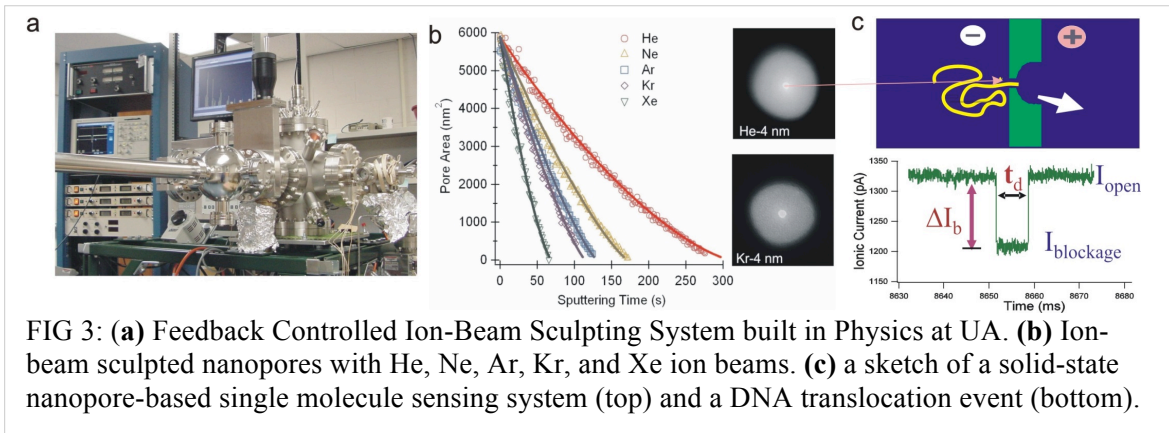 a
b
6000
5000
4000
3000
2000
1000
0
Pore Area (nm²)
0 50 100 150 200 250 300
Sputtering Time (s)
He
Ne
Ar
Kr
Xe
He-4 nm
Kr-4 nm
c
− +
1350
1300
1250
1200
1150
Ionic Current (pA)
t_d
I_open
ΔI_b
I_blockage
8630 8640 8650 8660 8670 8680
Time (ms)
FIG 3: (a) Feedback Controlled Ion-Beam Sculpting System built in Physics at UA. (b) Ion-
beam sculpted nanopores with He, Ne, Ar, Kr, and Xe ion beams. (c) a sketch of a solid-state
nanopore-based single molecule sensing system (top) and a DNA translocation event (bottom).